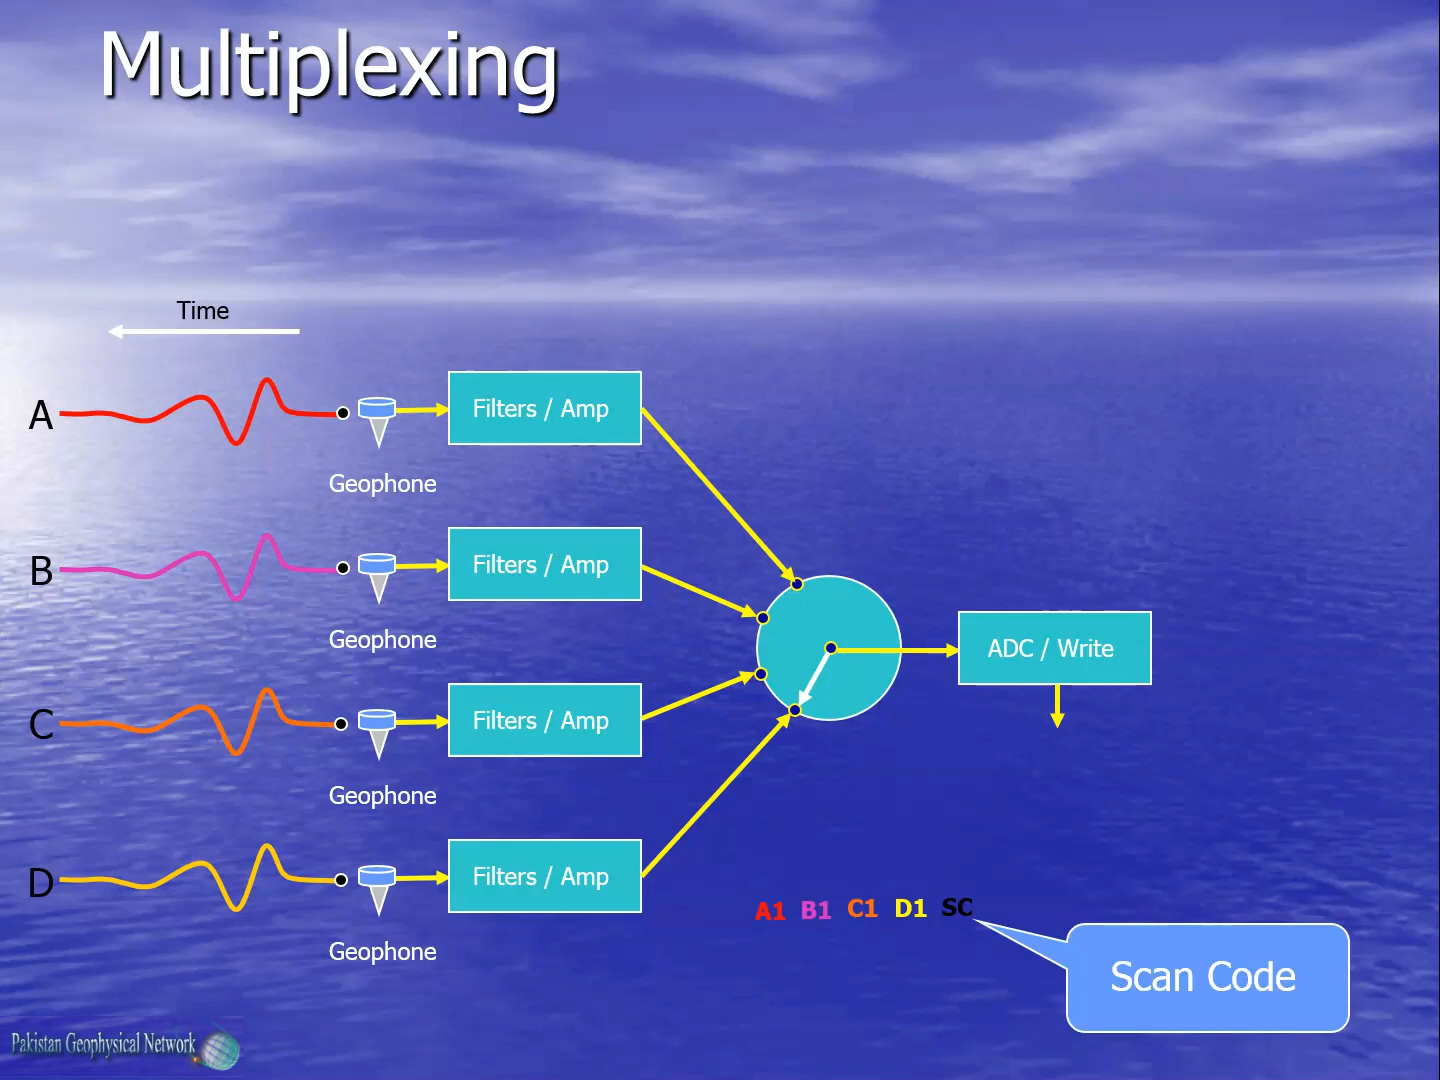 Multiplexing
Time
A
Filters / Amp
Geophone
B
Filters / Amp
Geophone
ADC / Write
C
Filters / Amp
Geophone
D
Filters / Amp
Geophone
A1 B1 C1 D1 SC
Scan Code
Pakistan Geophysical Network